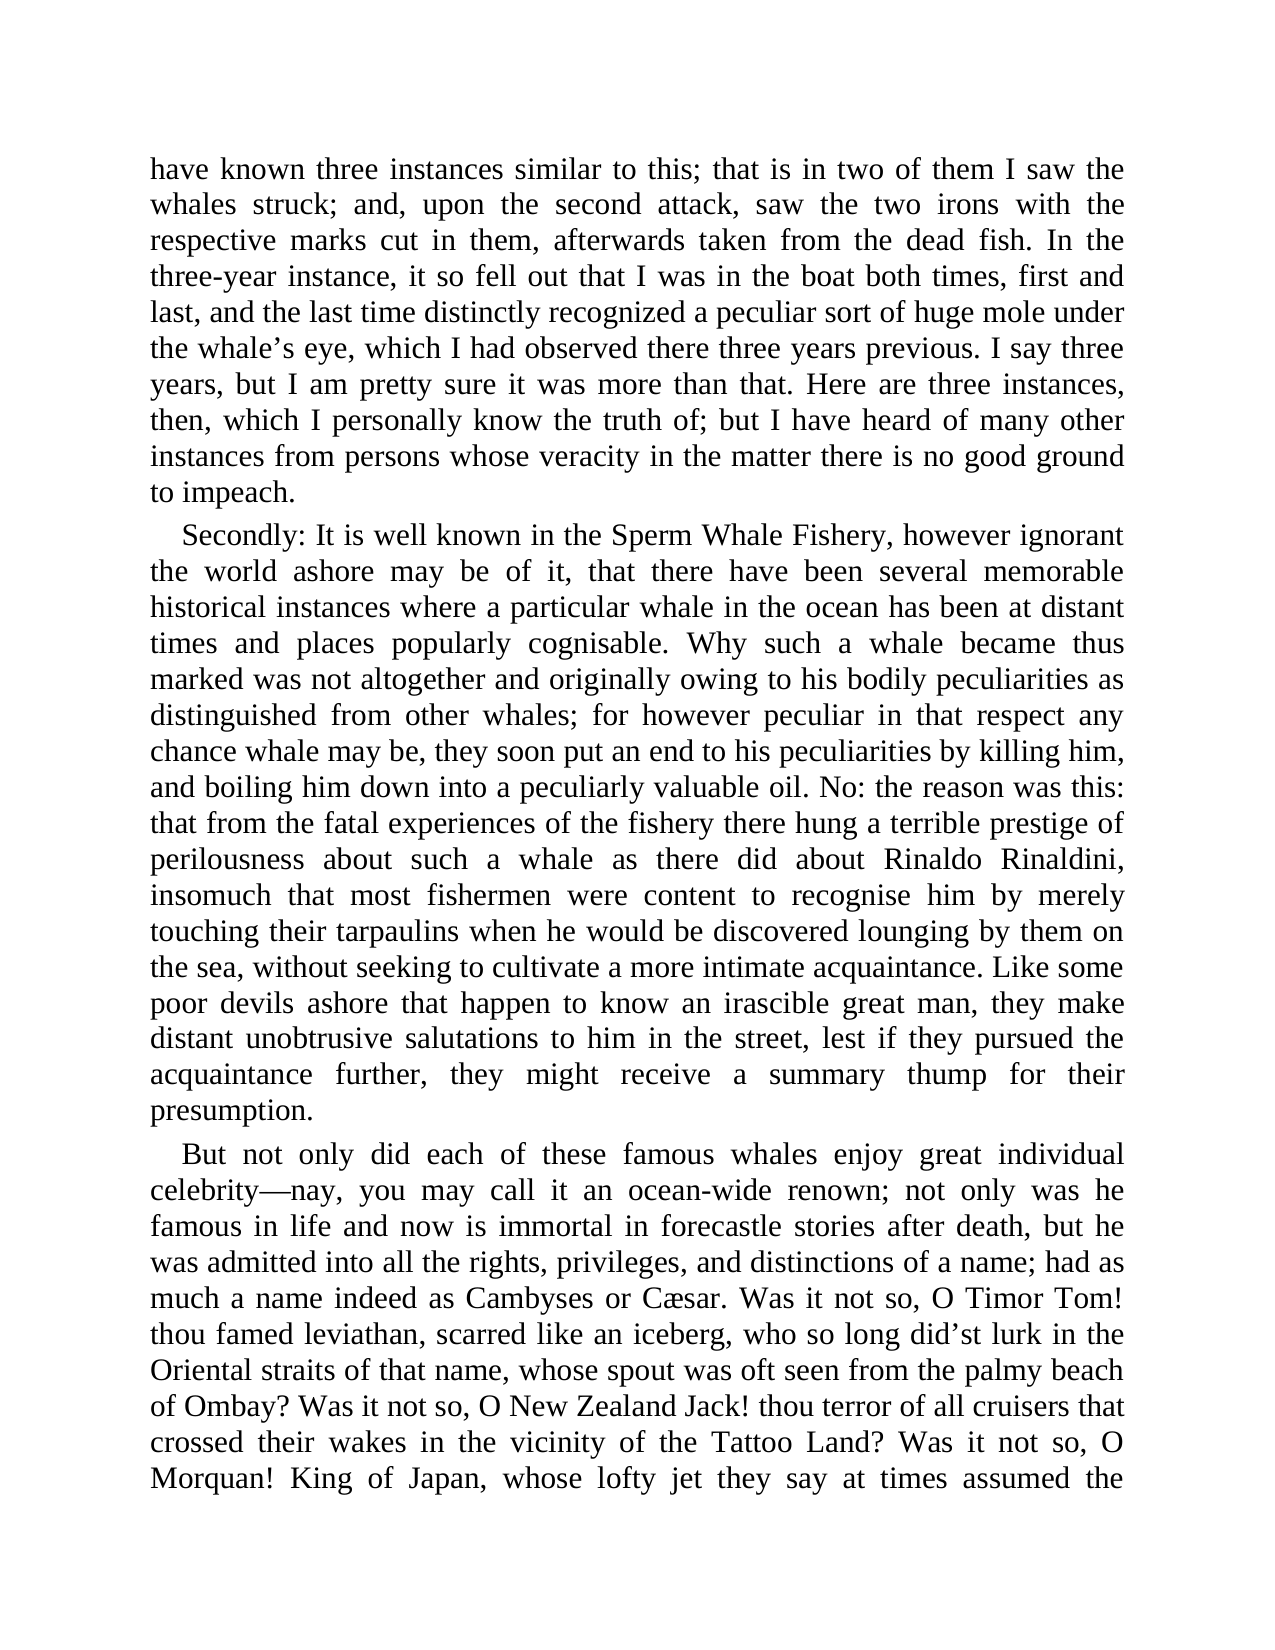 have known three instances similar to this; that is in two of them I saw the
whales struck; and, upon the second attack, saw the two irons with the
respective marks cut in them, afterwards taken from the dead fish. In the
three-year instance, it so fell out that I was in the boat both times, first and
last, and the last time distinctly recognized a peculiar sort of huge mole under
the whale’s eye, which I had observed there three years previous. I say three
years, but I am pretty sure it was more than that. Here are three instances,
then, which I personally know the truth of; but I have heard of many other
instances from persons whose veracity in the matter there is no good ground
to impeach.
Secondly: It is well known in the Sperm Whale Fishery, however ignorant
the world ashore may be of it, that there have been several memorable
historical instances where a particular whale in the ocean has been at distant
times and places popularly cognisable. Why such a whale became thus
marked was not altogether and originally owing to his bodily peculiarities as
distinguished from other whales; for however peculiar in that respect any
chance whale may be, they soon put an end to his peculiarities by killing him,
and boiling him down into a peculiarly valuable oil. No: the reason was this:
that from the fatal experiences of the fishery there hung a terrible prestige of
perilousness about such a whale as there did about Rinaldo Rinaldini,
insomuch that most fishermen were content to recognise him by merely
touching their tarpaulins when he would be discovered lounging by them on
the sea, without seeking to cultivate a more intimate acquaintance. Like some
poor devils ashore that happen to know an irascible great man, they make
distant unobtrusive salutations to him in the street, lest if they pursued the
acquaintance further, they might receive a summary thump for their
presumption.
But not only did each of these famous whales enjoy great individual
celebrity—nay, you may call it an ocean-wide renown; not only was he
famous in life and now is immortal in forecastle stories after death, but he
was admitted into all the rights, privileges, and distinctions of a name; had as
much a name indeed as Cambyses or Cæsar. Was it not so, O Timor Tom!
thou famed leviathan, scarred like an iceberg, who so long did’st lurk in the
Oriental straits of that name, whose spout was oft seen from the palmy beach
of Ombay? Was it not so, O New Zealand Jack! thou terror of all cruisers that
crossed their wakes in the vicinity of the Tattoo Land? Was it not so, O
Morquan! King of Japan, whose lofty jet they say at times assumed the